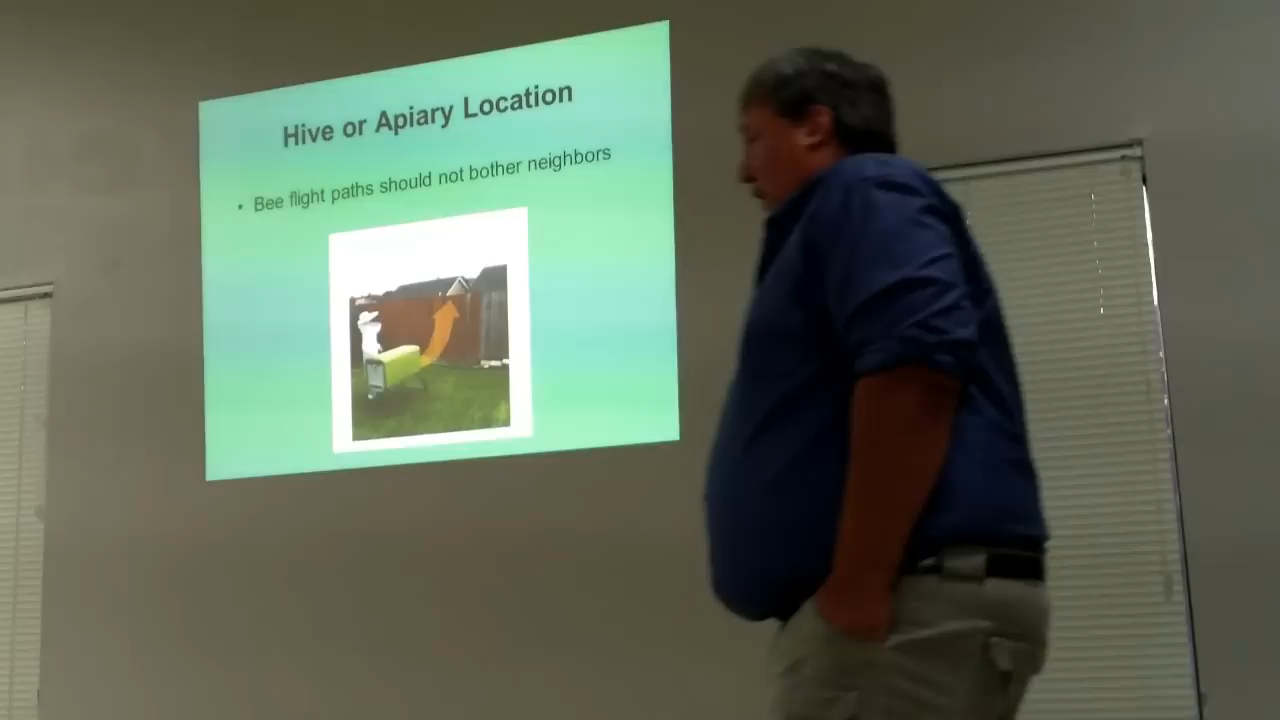 Hive or Apiary Location
• Bee flight paths should not bother neighbors